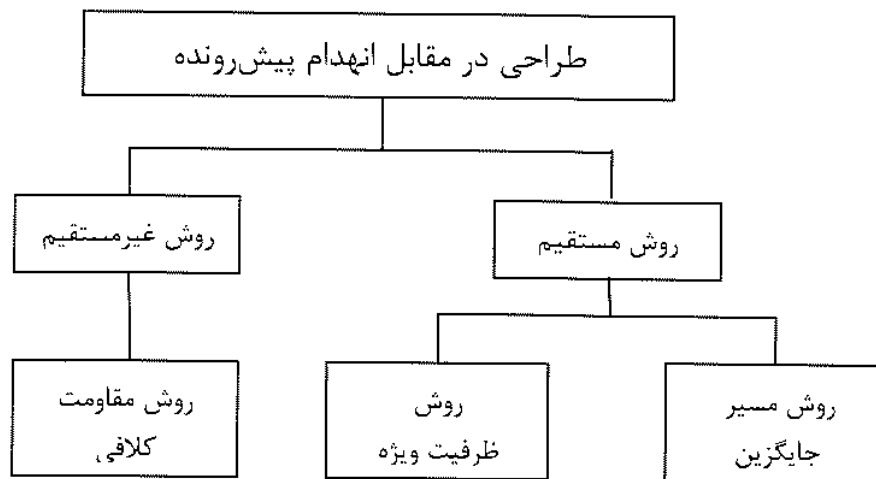 طراحی در مقابل انهدام پیش‌رونده
روش مستقیم
روش غیرمستقیم
روش مسیر
جایگزین
روش
ظرفیت ویژه
روش مقاومت
کلافی